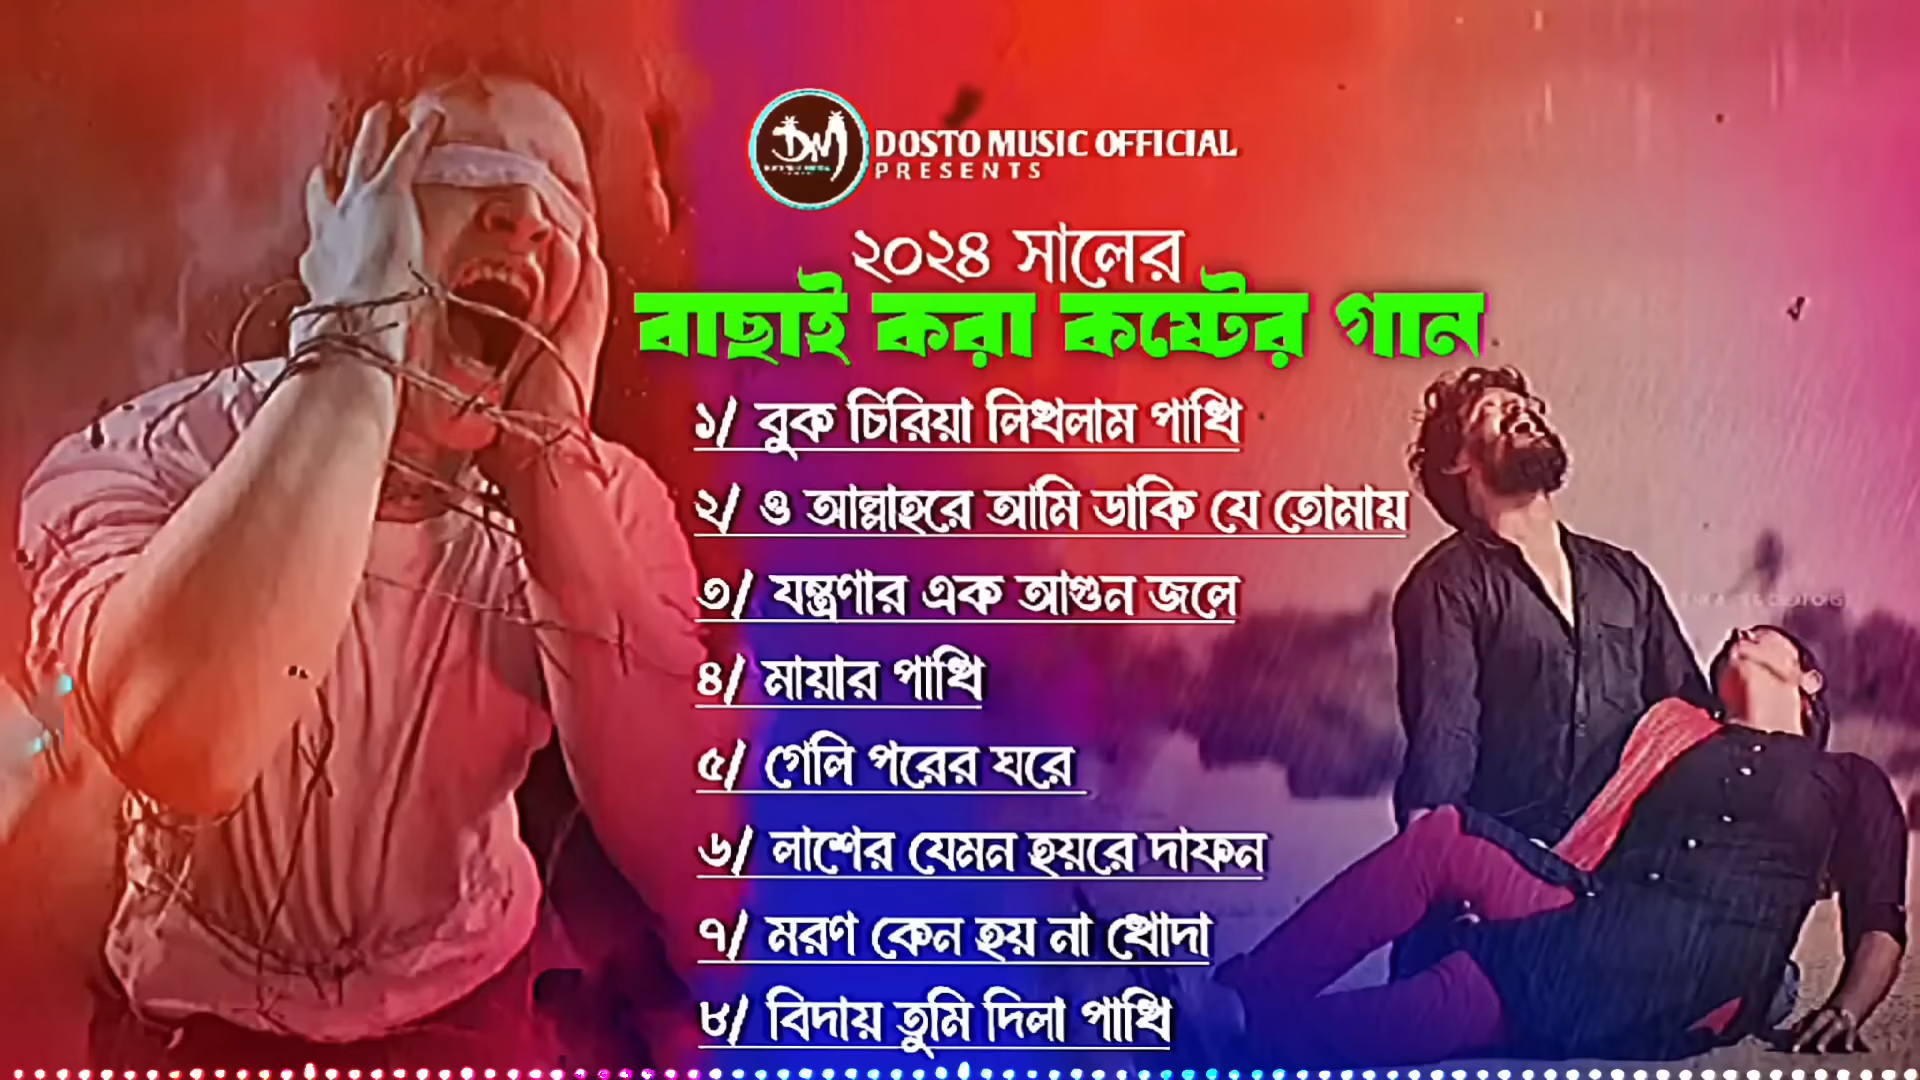 DM
DOSTO MUSIC OFFICIAL
PRESENTS
২০২৪ সালের
বাছাই করা কষ্টের গান
১/ বুক চিরিয়া লিখলাম পাখি
২/ ও আল্লাহরে আমি ডাকি যে তোমায়
৩/ যন্ত্রণার এক আগুন জলে
৪/ মায়ার পাখি
৫/ গেলি পরের ঘরে
৬/ লাশের যেমন হয়রে দাফন
৭/ মরণ কেন হয় না খোদা
৮/ বিদায় তুমি দিলা পাখি